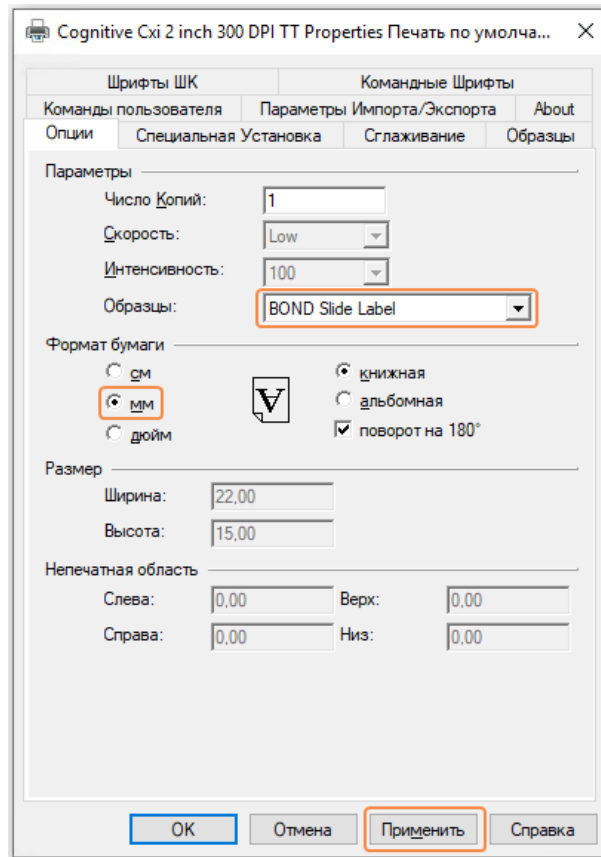 Cognitive Cxi 2 inch 300 DPI TT Properties Печать по умолча...
Шрифты ШК Командные Шрифты
Команды пользователя Параметры Импорта/Экспорта About
Опции Специальная Установка Сглаживание Образцы
Параметры
Число Копий: 1
Скорость: Low
Интенсивность: 100
Образцы: BOND Slide Label
Формат бумаги
см книжная
мм альбомная
дюйм поворот на 180°
A
Размер
Ширина: 22,00
Высота: 15,00
Непечатная область
Слева: 0,00 Верх: 0,00
Справа: 0,00 Низ: 0,00
OK Отмена Применить Справка